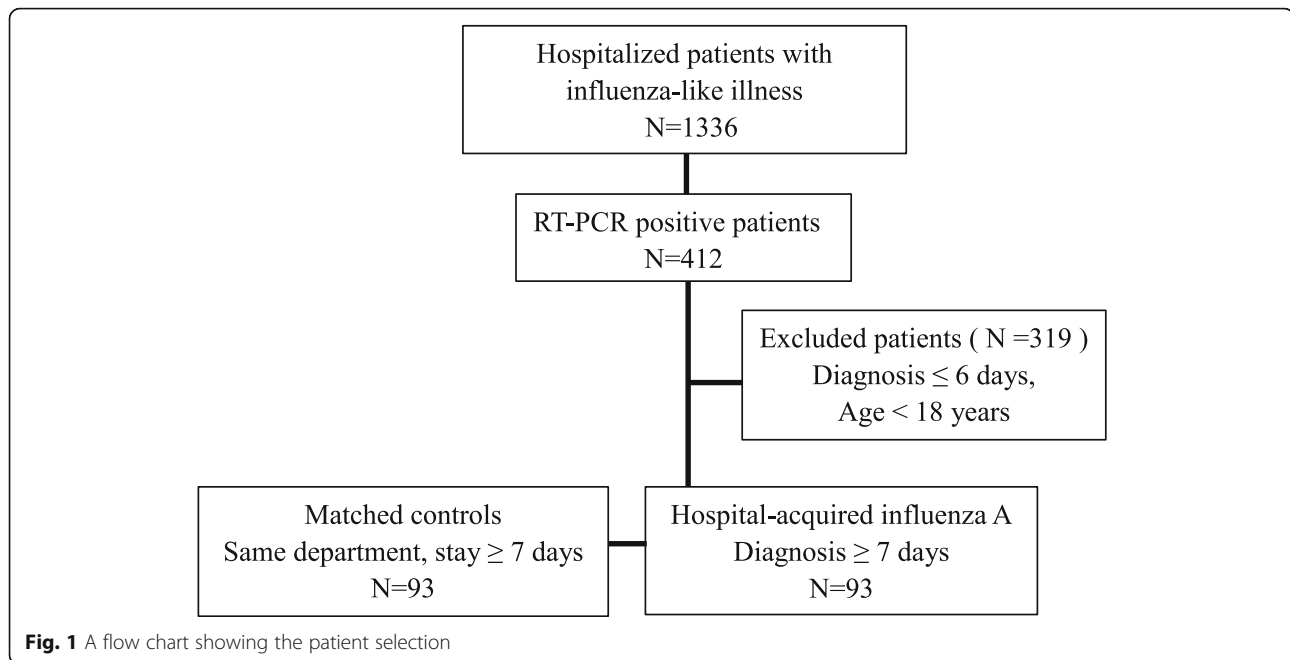 Hospitalized patients with
influenza-like illness
N=1336
RT-PCR positive patients
N=412
Excluded patients ( N =319 )
Diagnosis ≤ 6 days,
Age < 18 years
Matched controls
Same department, stay ≥ 7 days
N=93
Hospital-acquired influenza A
Diagnosis ≥ 7 days
N=93
Fig. 1 A flow chart showing the patient selection